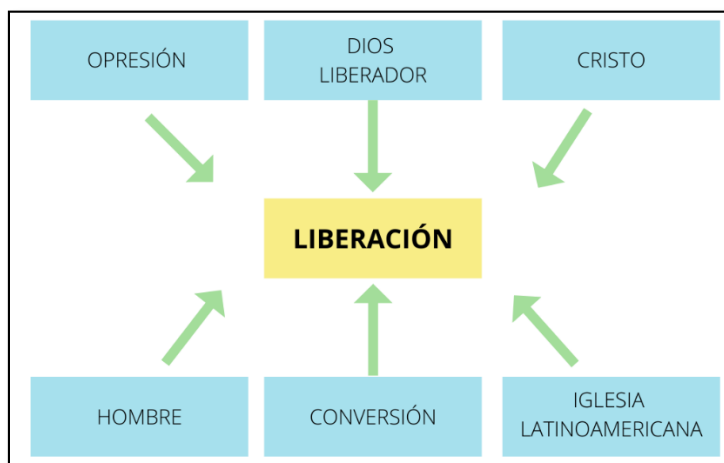 OPRESIÓN
DIOS
LIBERADOR
CRISTO
LIBERACIÓN
HOMBRE
CONVERSIÓN
IGLESIA
LATINOAMERICANA